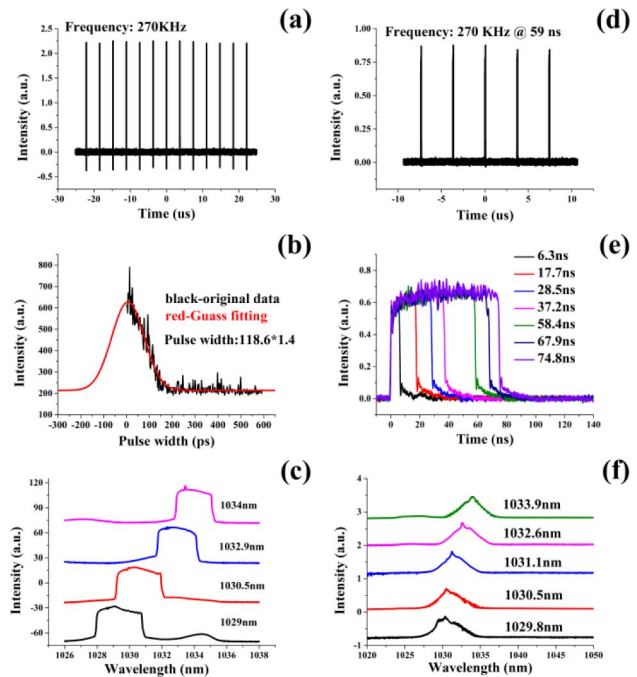 (a)
Frequency: 270KHz
Intensity (a.u.)
2.5
2.0
1.5
1.0
0.5
0.0
-0.5
-30 -20 -10 0 10 20 30
Time (us)
(d)
Frequency: 270 KHz @ 59 ns
Intensity (a.u.)
1.00
0.75
0.50
0.25
0.00
-10 -5 0 5 10
Time (us)
(b)
black-original data
red-Guass fitting
Pulse width:118.6*1.4
Intensity (a.u.)
900
800
700
600
500
400
300
200
100
-300 -150 0 150 300 450 600
Pulse width (ps)
(e)
6.3ns
17.7ns
28.5ns
37.2ns
58.4ns
67.9ns
74.8ns
Intensity (a.u.)
0.8
0.6
0.4
0.2
0.0
0 20 40 60 80 100 120 140
Time (ns)
(c)
1034nm
1032.9nm
1030.5nm
1029nm
Intensity (a.u.)
120
90
60
30
0
-30
-60
1026 1028 1030 1032 1034 1036 1038
Wavelength (nm)
(f)
1033.9nm
1032.6nm
1031.1nm
1030.5nm
1029.8nm
Intensity (a.u.)
4
3
2
1
0
-1
1020 1025 1030 1035 1040 1045 1050
Wavelength (nm)